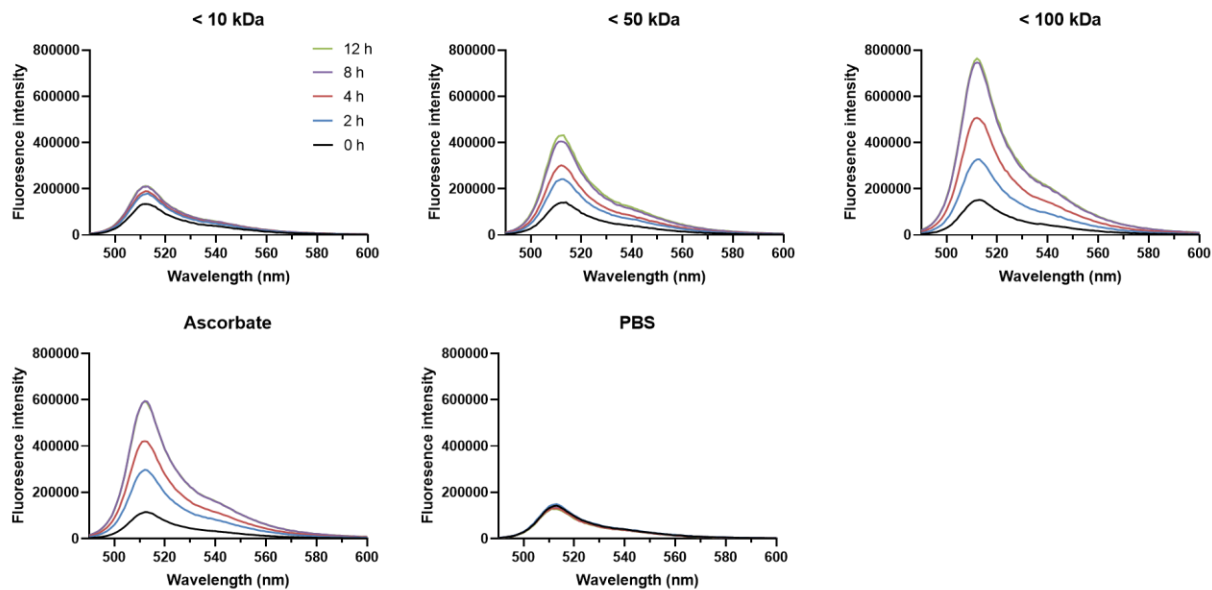 < 10 kDa
800000
600000
400000
200000
0
Fluoresence intensity
500 520 540 560 580 600
Wavelength (nm)
12 h
8 h
4 h
2 h
0 h
< 50 kDa
800000
600000
400000
200000
0
Fluoresence intensity
500 520 540 560 580 600
Wavelength (nm)
< 100 kDa
800000
600000
400000
200000
0
Fluoresence intensity
500 520 540 560 580 600
Wavelength (nm)
Ascorbate
800000
600000
400000
200000
0
Fluoresence intensity
500 520 540 560 580 600
Wavelength (nm)
PBS
800000
600000
400000
200000
0
Fluoresence intensity
500 520 540 560 580 600
Wavelength (nm)